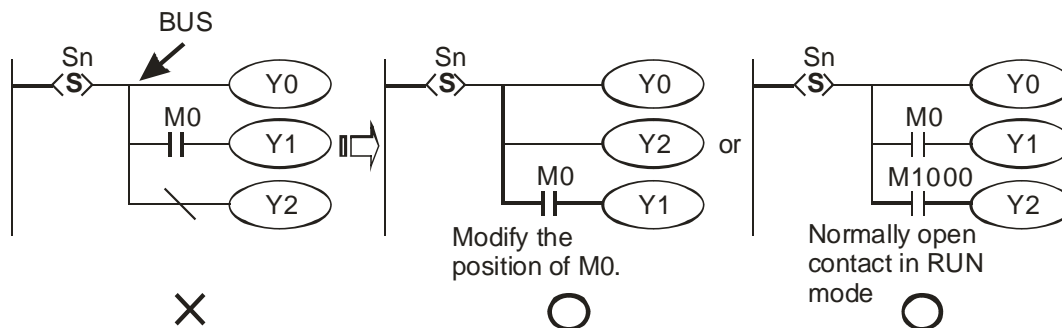 BUS
Sn
S
Y0
M0
Y1
Y2
Sn
S
Y0
Y2
M0
Y1
Modify the
position of M0.
or
Sn
S
Y0
M0
Y1
M1000
Y2
Normally open
contact in RUN
mode